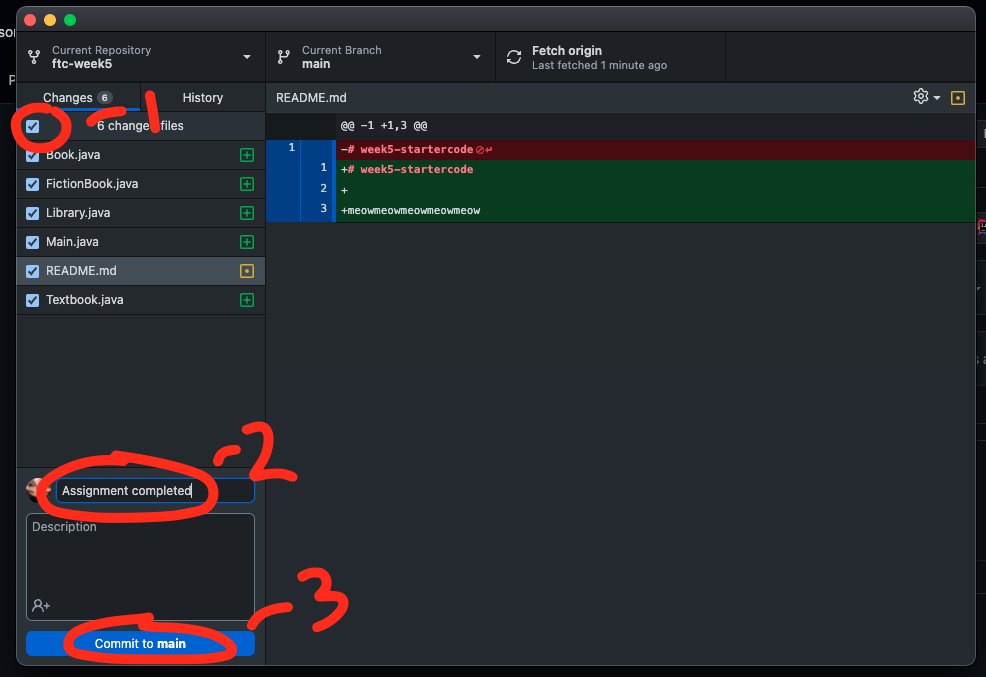 Current Repository
ftc-week5
Current Branch
main
Fetch origin
Last fetched 1 minute ago
Changes 6
History
README.md
- 1
6 change files
@@ -1 +1,3 @@
Book.java
1 -# week5-startercode
FictionBook.java
1 +# week5-startercode
2 +
Library.java
3 +meowmeowmeowmeowmeow
Main.java
README.md
Textbook.java
- 2
Assignment completed
Description
- 3
Commit to main